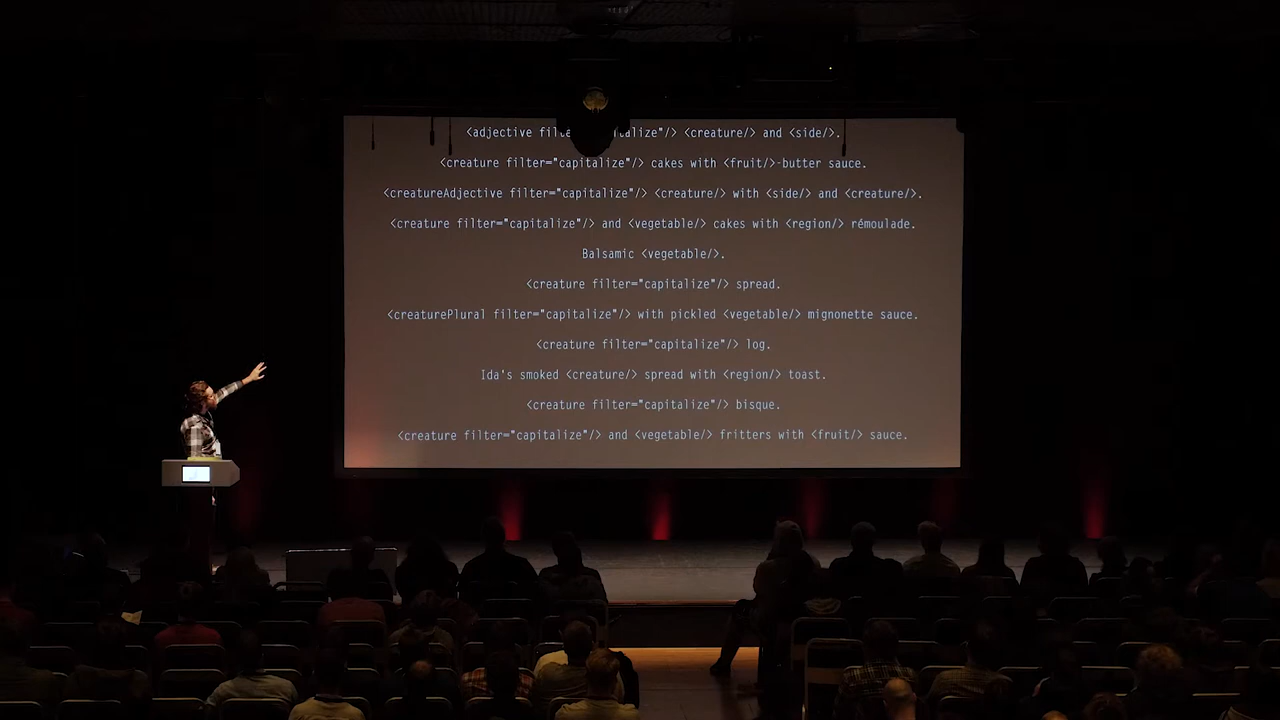 <adjective filte capitalize"/> <creature/> and <side/>.
<creature filter="capitalize"/> cakes with <fruit/>-butter sauce.
<creatureAdjective filter="capitalize"/> <creature/> with <side/> and <creature/>.
<creature filter="capitalize"/> and <vegetable/> cakes with <region/> rémoulade.
Balsamic <vegetable/>.
<creature filter="capitalize"/> spread.
<creaturePlural filter="capitalize"/> with pickled <vegetable/> mignonette sauce.
<creature filter="capitalize"/> log.
Ida's smoked <creature/> spread with <region/> toast.
<creature filter="capitalize"/> bisque.
<creature filter="capitalize"/> and <vegetable/> fritters with <fruit/> sauce.